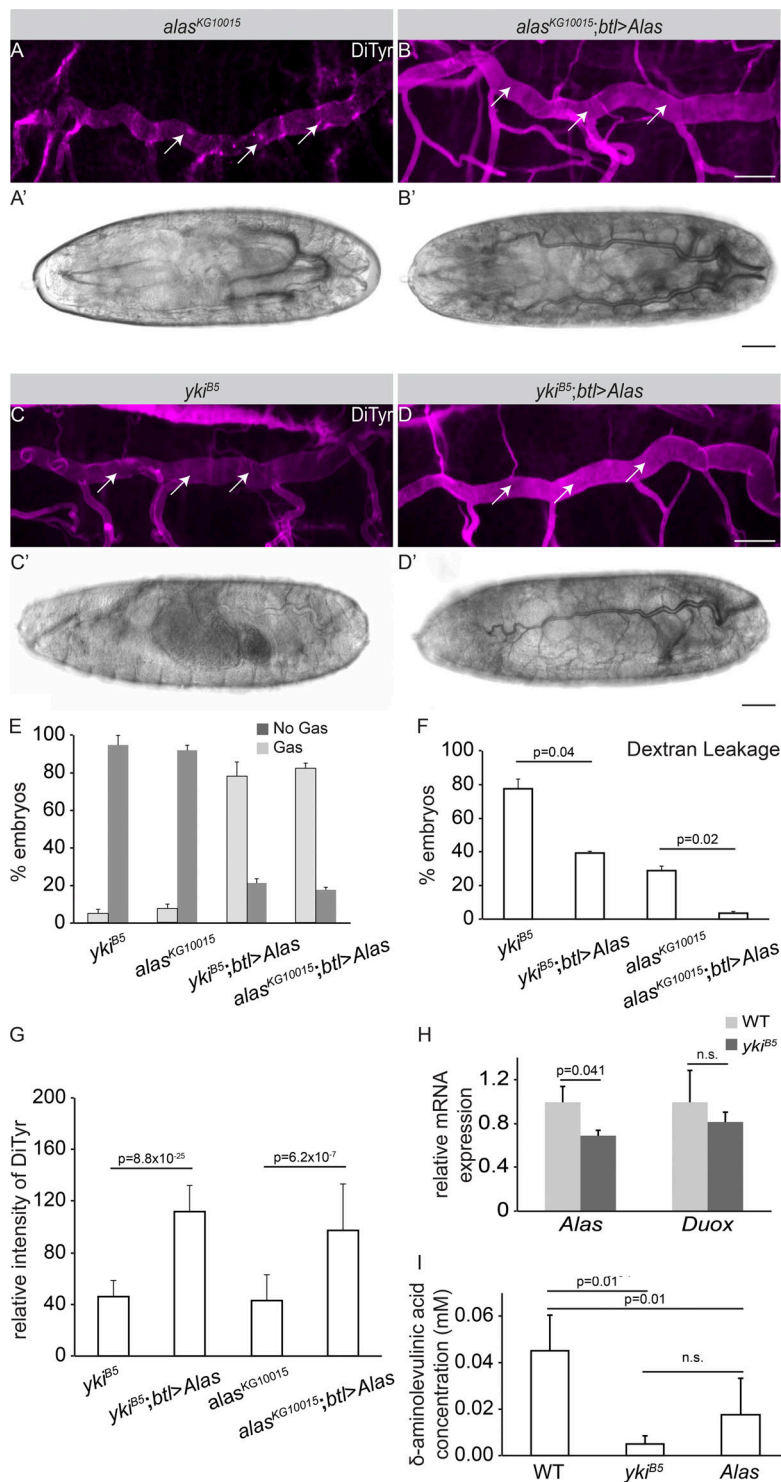 alasKG10015
alasKG10015;btl>Alas
A
DiTyr
B
A'
B'
ykiB5
ykiB5;btl>Alas
C
DiTyr
D
C'
D'
E
No Gas
Gas
100
80
60
40
20
0
% embryos
ykiB5
alasKG10015
ykiB5;btl>Alas
alasKG10015;btl>Alas
F
Dextran Leakage
100
80
60
40
20
0
% embryos
p=0.04
p=0.02
ykiB5
ykiB5;btl>Alas
alasKG10015
alasKG10015;btl>Alas
G
200
160
120
80
40
0
relative intensity of DiTyr
p=8.8x10-25
p=6.2x10-7
ykiB5
ykiB5;btl>Alas
alasKG10015
alasKG10015;btl>Alas
H
WT
ykiB5
1.2
0.8
0.4
0
relative mRNA
expression
p=0.041
n.s.
Alas
Duox
I
p=0.01
p=0.01
n.s.
0.06
0.04
0.02
0.00
δ-aminolevulinic acid
concentration (mM)
WT
ykiB5
Alas